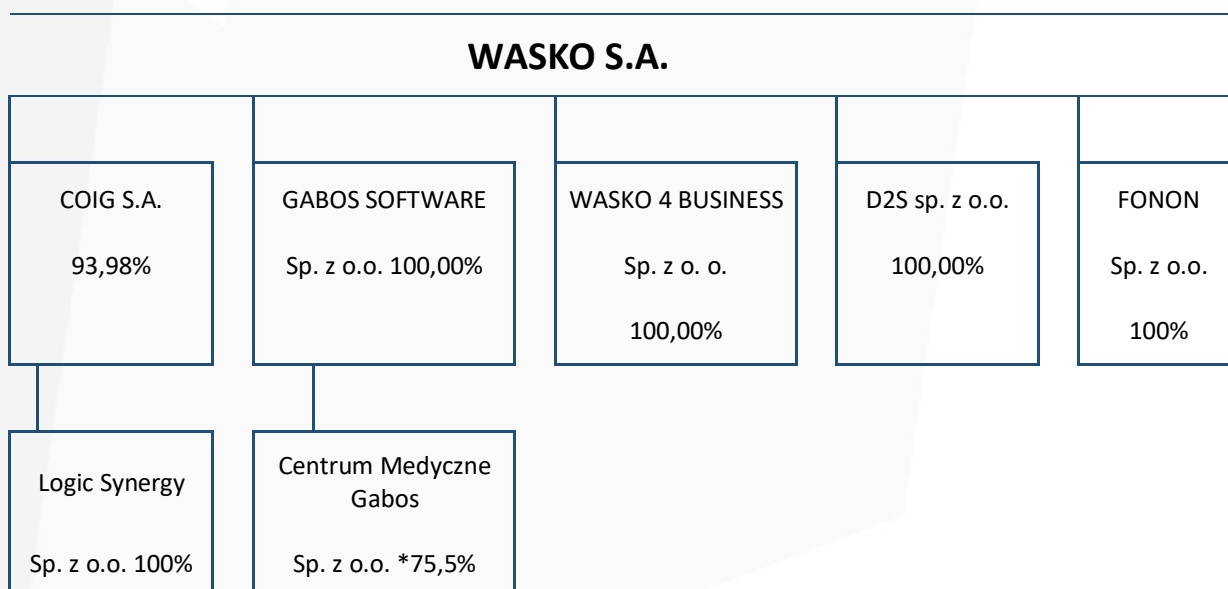 WASKO S.A.
COIG S.A.
93,98%
GABOS SOFTWARE
Sp. z o.o. 100,00%
WASKO 4 BUSINESS
Sp. z o. o.
100,00%
D2S sp. z o.o.
100,00%
FONON
Sp. z o.o.
100%
Logic Synergy
Sp. z o.o. 100%
Centrum Medyczne
Gabos
Sp. z o.o. *75,5%